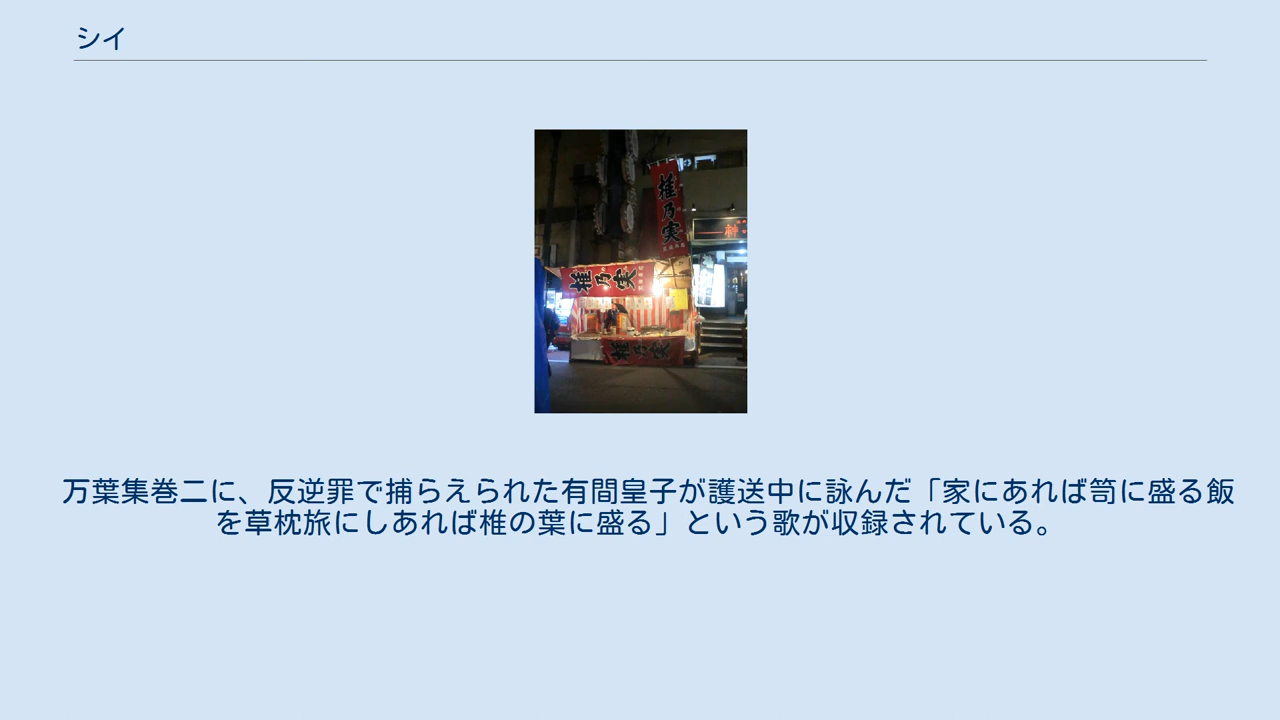 シイ
椎乃実
椎乃実
椎乃実
万葉集巻二に、反逆罪で捕らえられた有間皇子が護送中に詠んだ「家にあれば笥に盛る飯
を草枕旅にしあれば椎の葉に盛る」という歌が収録されている。